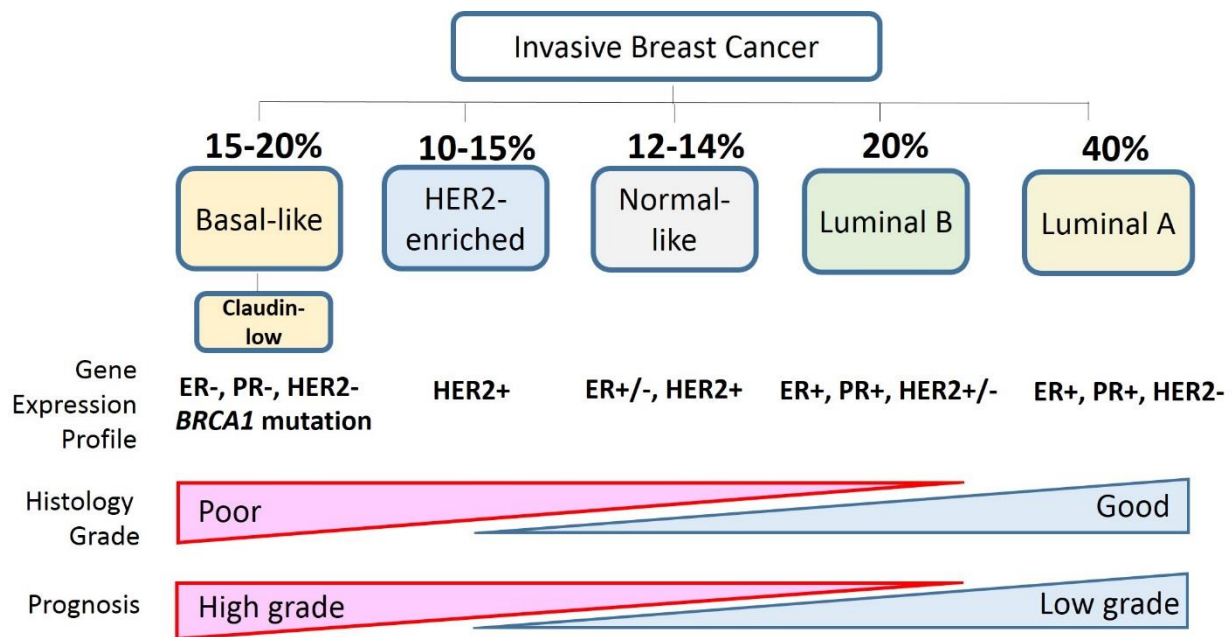 Invasive Breast Cancer
15-20%
10-15%
12-14%
20%
40%
Basal-like
HER2-
enriched
Normal-
like
Luminal B
Luminal A
Claudin-
low
Gene
Expression
Profile
ER-, PR-, HER2-
BRCA1 mutation
HER2+
ER+/-, HER2+
ER+, PR+, HER2+/-
ER+, PR+, HER2-
Histology
Grade
Poor
Good
Prognosis
High grade
Low grade